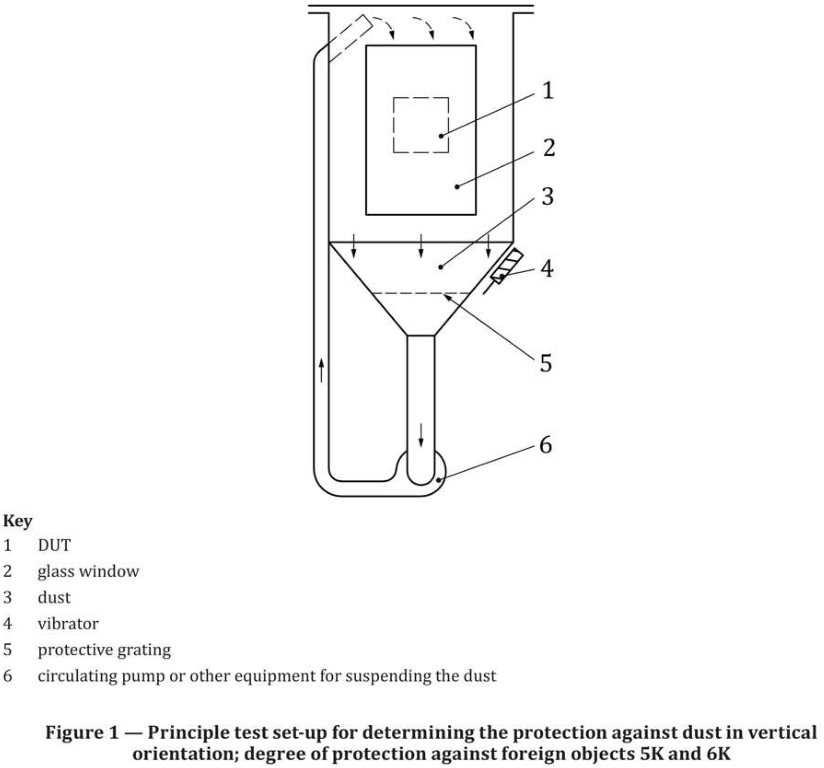 1
2
3
4
5
6
Key
1 DUT
2 glass window
3 dust
4 vibrator
5 protective grating
6 circulating pump or other equipment for suspending the dust
Figure 1 — Principle test set-up for determining the protection against dust in vertical
orientation; degree of protection against foreign objects 5K and 6K